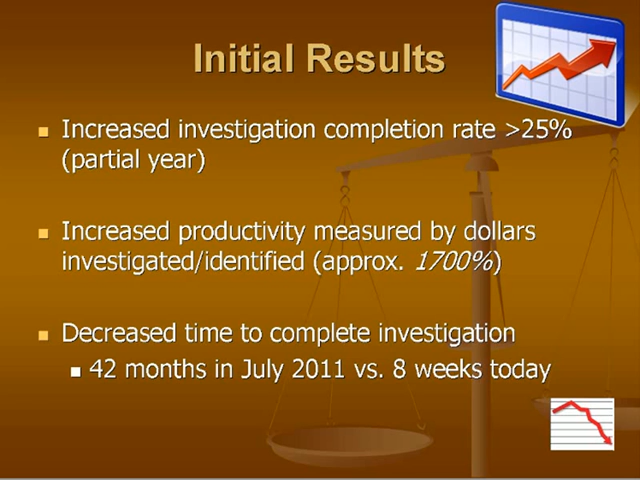 Initial Results
Increased investigation completion rate >25%
(partial year)
Increased productivity measured by dollars
investigated/identified (approx. 1700%)
Decreased time to complete investigation
42 months in July 2011 vs. 8 weeks today